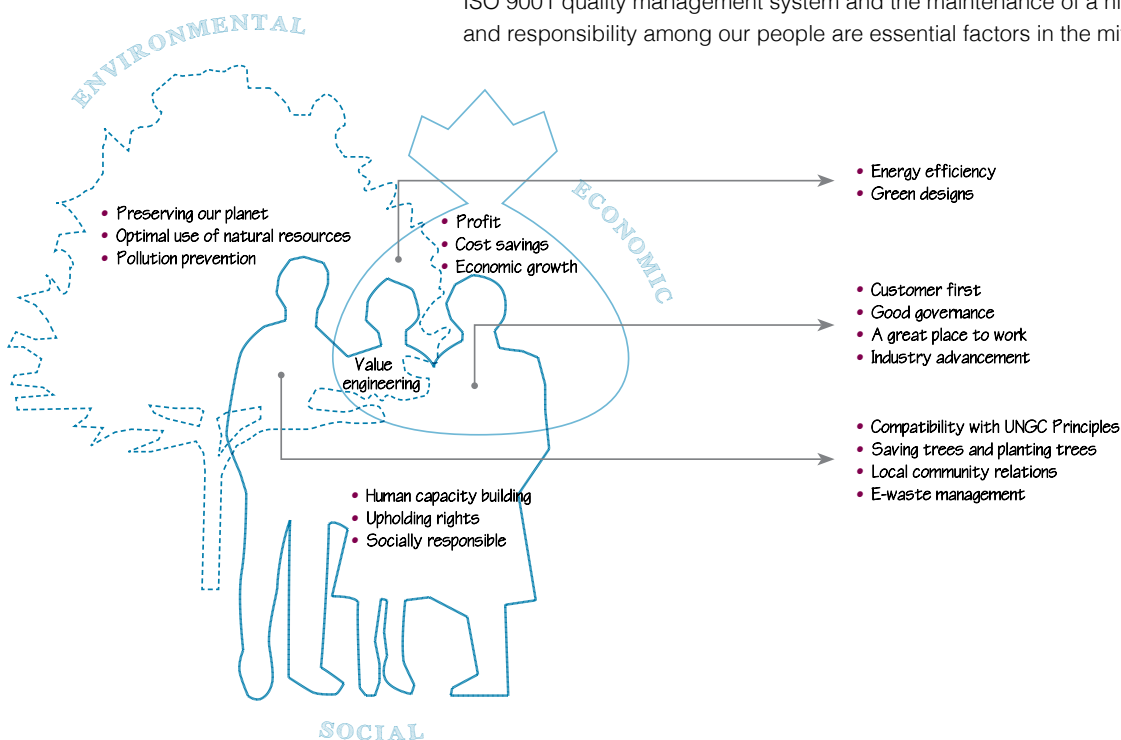 ISO 9001 quality management system and the maintenance of a
and responsibility among our people are essential factors in the
ENVIRONMENTAL
• Energy efficiency
• Green designs
ECONOMIC
• Preserving our planet
• Optimal use of natural resources
• Pollution prevention
• Profit
• Cost savings
• Economic growth
• Customer first
• Good governance
• A great place to work
• Industry advancement
Value
engineering
• Compatibility with UNGC Principles
• Saving trees and planting trees
• Local community relations
• E-waste management
• Human capacity building
• Upholding rights
• Socially responsible
SOCIAL